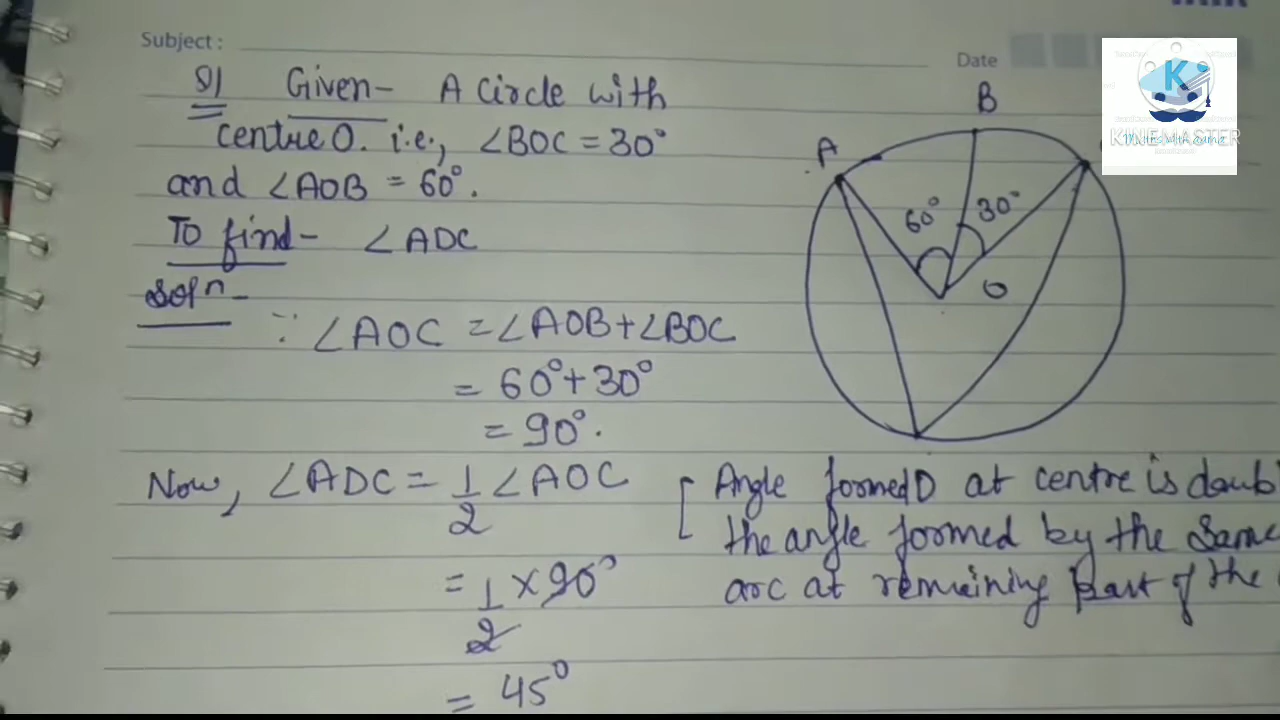 Subject :
Date
Q1 Given- A Circle with
centre O. i.e., ∠BOC = 30°
and ∠AOB = 60°.
To find- ∠ADC
Solⁿ-
∵ ∠AOC = ∠AOB + ∠BOC
= 60° + 30°
= 90°.
Now, ∠ADC = 1/2 ∠AOC
= 1/2 × 90°
= 45°
[Angle formed D at centre is doub
the angle formed by the same
arc at remaining part of the
A
B
60°
30°
O
K
KINEMASTER